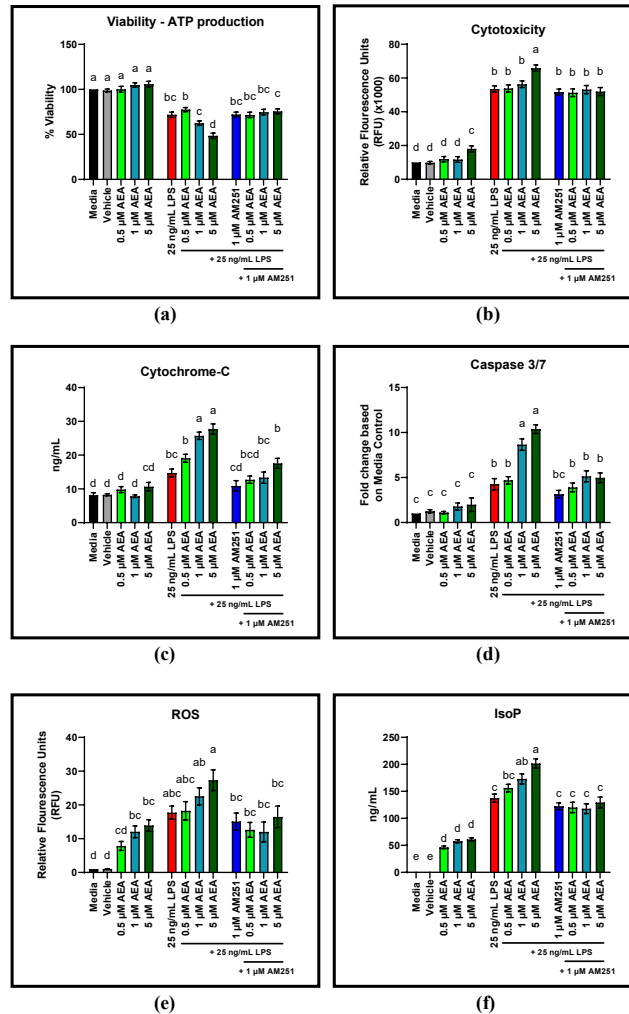 Viability - ATP production
% Viability
150
100
50
0
a a a a a bc b c d bc bc bc c
Media
Vehicle
0.5 µM AEA
1 µM AEA
5 µM AEA
25 ng/mL LPS
0.5 µM AEA
1 µM AEA
5 µM AEA
1 µM AM251
0.5 µM AEA
1 µM AEA
5 µM AEA
+ 25 ng/mL LPS
+ 1 µM AM251
(a)
Cytotoxicity
Relative Flourescence Units
(RFU) (x1000)
80
60
40
20
0
d d d d c b b b a b b b b
Media
Vehicle
0.5 µM AEA
1 µM AEA
5 µM AEA
25 ng/mL LPS
0.5 µM AEA
1 µM AEA
5 µM AEA
1 µM AM251
0.5 µM AEA
1 µM AEA
5 µM AEA
+ 25 ng/mL LPS
+ 1 µM AM251
(b)
Cytochrome-C
ng/mL
40
30
20
10
0
d d d d cd bc b a a cd bcd bc b
Media
Vehicle
0.5 µM AEA
1 µM AEA
5 µM AEA
25 ng/mL LPS
0.5 µM AEA
1 µM AEA
5 µM AEA
1 µM AM251
0.5 µM AEA
1 µM AEA
5 µM AEA
+ 25 ng/mL LPS
+ 1 µM AM251
(c)
Caspase 3/7
Fold change based
on Media Control
15
10
5
0
c c c c c b b a a bc b b b
Media
Vehicle
0.5 µM AEA
1 µM AEA
5 µM AEA
25 ng/mL LPS
0.5 µM AEA
1 µM AEA
5 µM AEA
1 µM AM251
0.5 µM AEA
1 µM AEA
5 µM AEA
+ 25 ng/mL LPS
+ 1 µM AM251
(d)
ROS
Relative Flourescence Units
(RFU)
40
30
20
10
0
d d cd bc bc abc abc ab a bc bc bc bc
Media
Vehicle
0.5 µM AEA
1 µM AEA
5 µM AEA
25 ng/mL LPS
0.5 µM AEA
1 µM AEA
5 µM AEA
1 µM AM251
0.5 µM AEA
1 µM AEA
5 µM AEA
+ 25 ng/mL LPS
+ 1 µM AM251
(e)
IsoP
ng/mL
250
200
150
100
50
0
e e d d d c bc ab a c c c c
Media
Vehicle
0.5 µM AEA
1 µM AEA
5 µM AEA
25 ng/mL LPS
0.5 µM AEA
1 µM AEA
5 µM AEA
1 µM AM251
0.5 µM AEA
1 µM AEA
5 µM AEA
+ 25 ng/mL LPS
+ 1 µM AM251
(f)